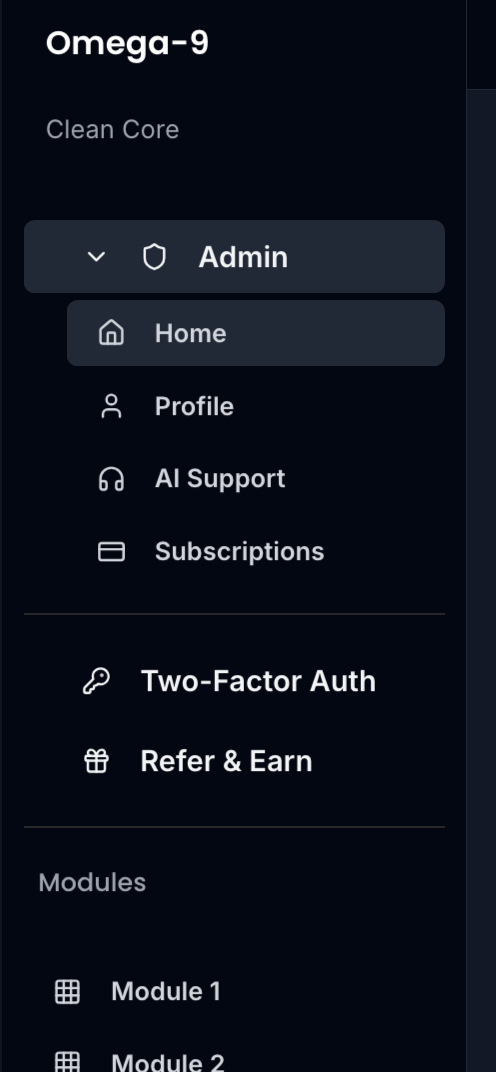 Omega-9
Clean Core
Admin
Home
Profile
AI Support
Subscriptions
Two-Factor Auth
Refer & Earn
Modules
Module 1
Module 2